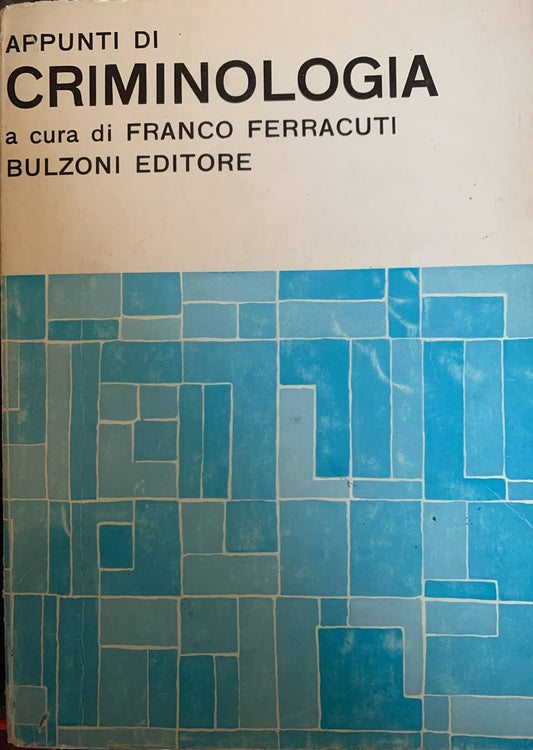 APPUNTI DI
CRIMINOLOGIA
a cura di FRANCO FERRACUTI
BULZONI EDITORE